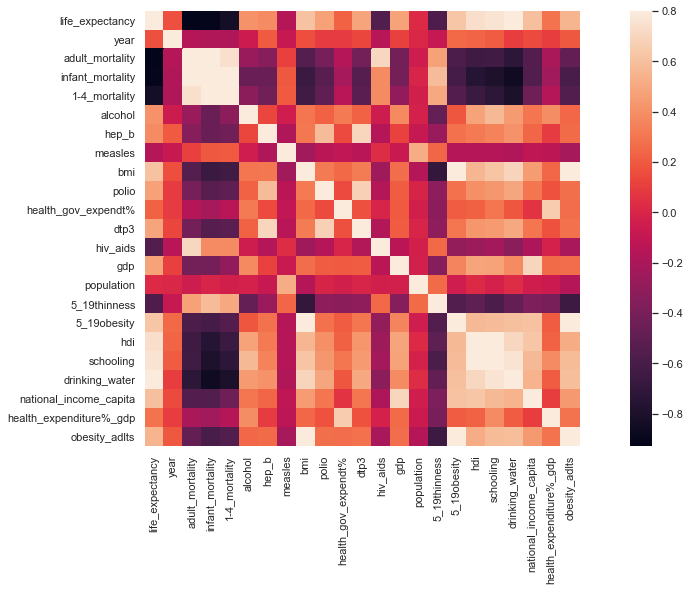 life_expectancy
year
adult_mortality
infant_mortality
1-4_mortality
alcohol
hep_b
measles
bmi
polio
health_gov_expendt%
dtp3
hiv_aids
gdp
population
5_19thinness
5_19obesity
hdi
schooling
drinking_water
national_income_capita
health_expenditure%_gdp
obesity_adlts
life_expectancy
year
adult_mortality
infant_mortality
1-4_mortality
alcohol
hep_b
measles
bmi
polio
health_gov_expendt%
dtp3
hiv_aids
gdp
population
5_19thinness
5_19obesity
hdi
schooling
drinking_water
national_income_capita
health_expenditure%_gdp
obesity_adlts
0.8
0.6
0.4
0.2
0.0
−0.2
−0.4
−0.6
−0.8